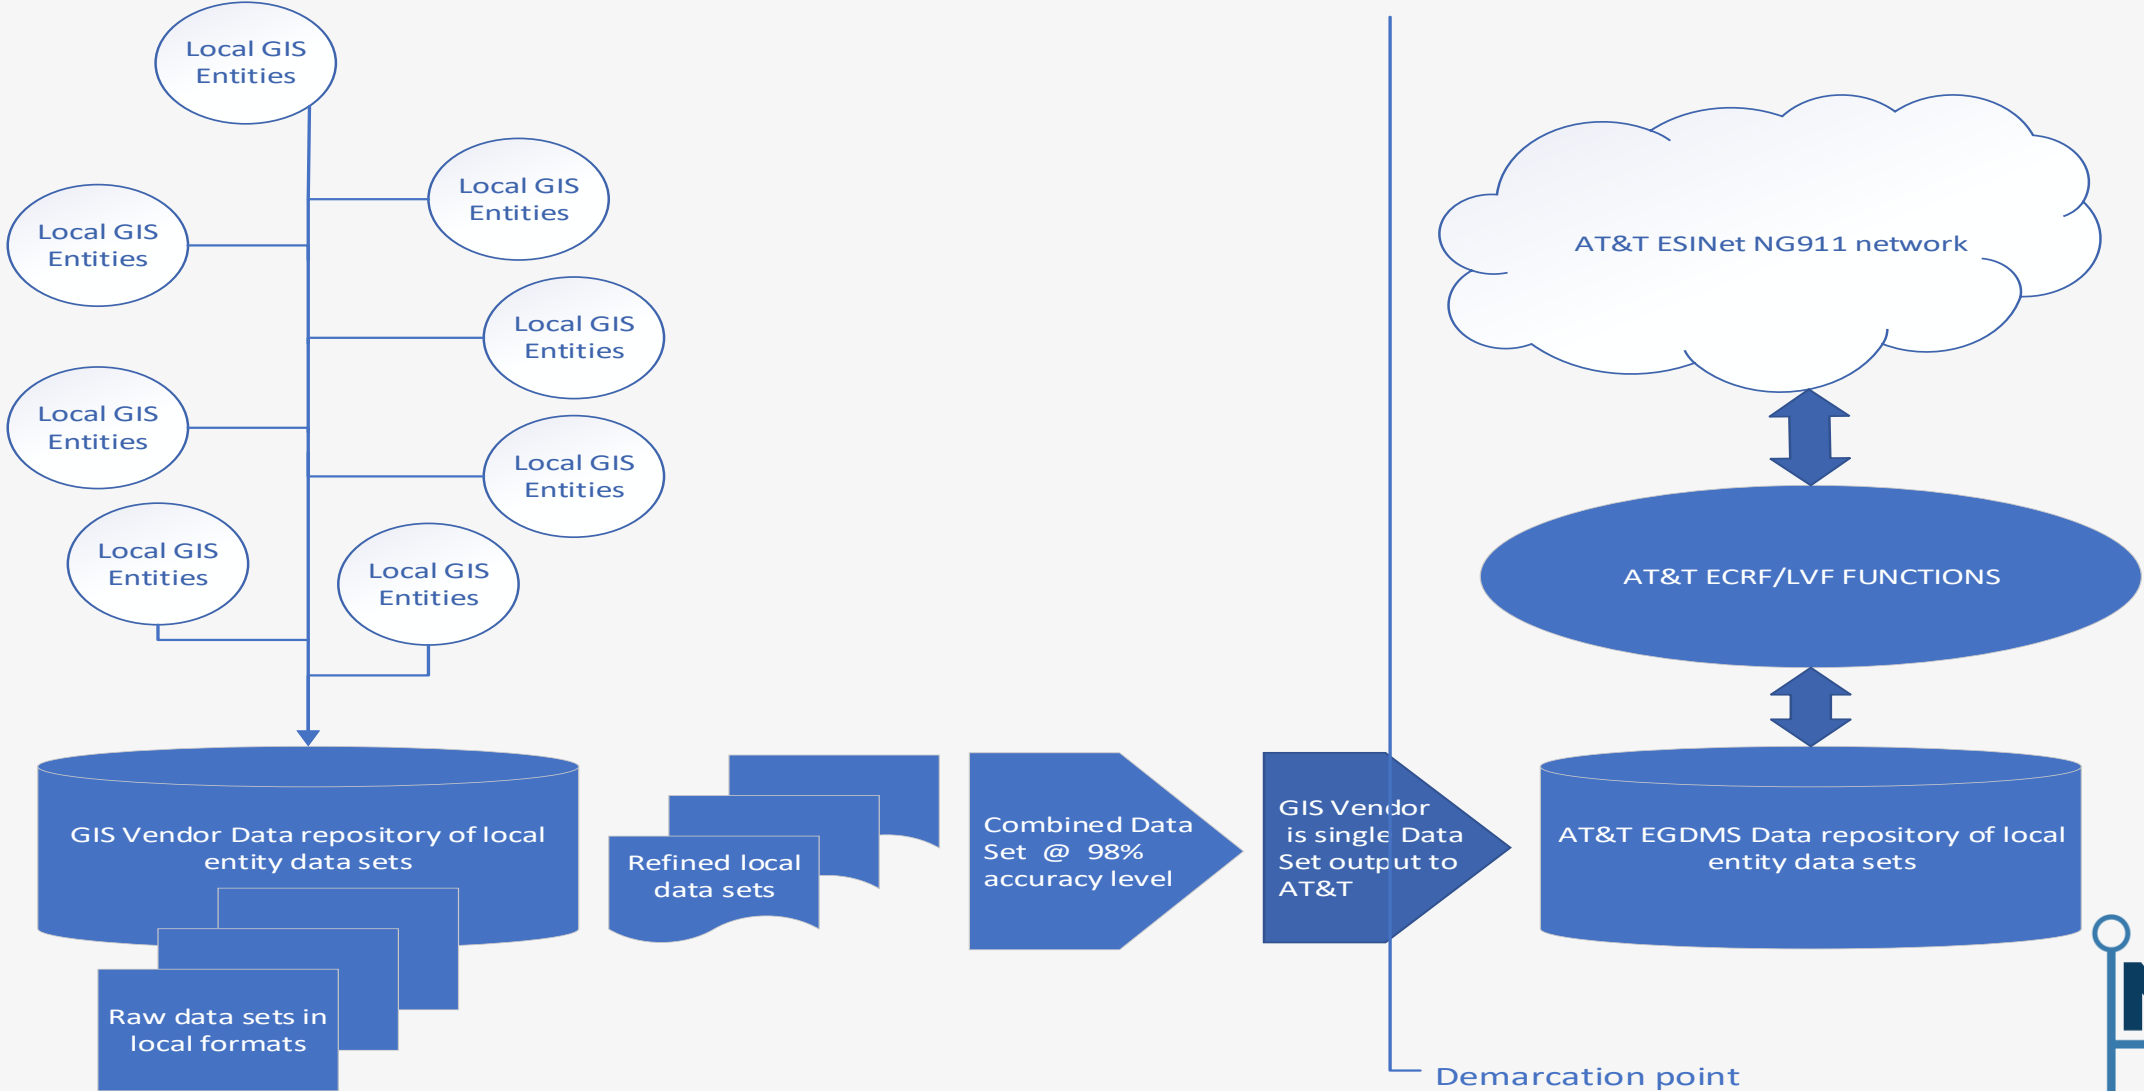 Local GIS
Entities
Local GIS
Entities
Local GIS
Entities
Local GIS
Entities
Local GIS
Entities
Local GIS
Entities
Local GIS
Entities
Local GIS
Entities
GIS Vendor Data repository of local
entity data sets
Raw data sets in
local formats
Refined local
data sets
Combined Data
Set @ 98%
accuracy level
GIS Vendor
is single Data
Set output to
AT&T
AT&T ESINet NG911 network
AT&T ECRF/LVF FUNCTIONS
AT&T EGDMS Data repository of local
entity data sets
Demarcation point